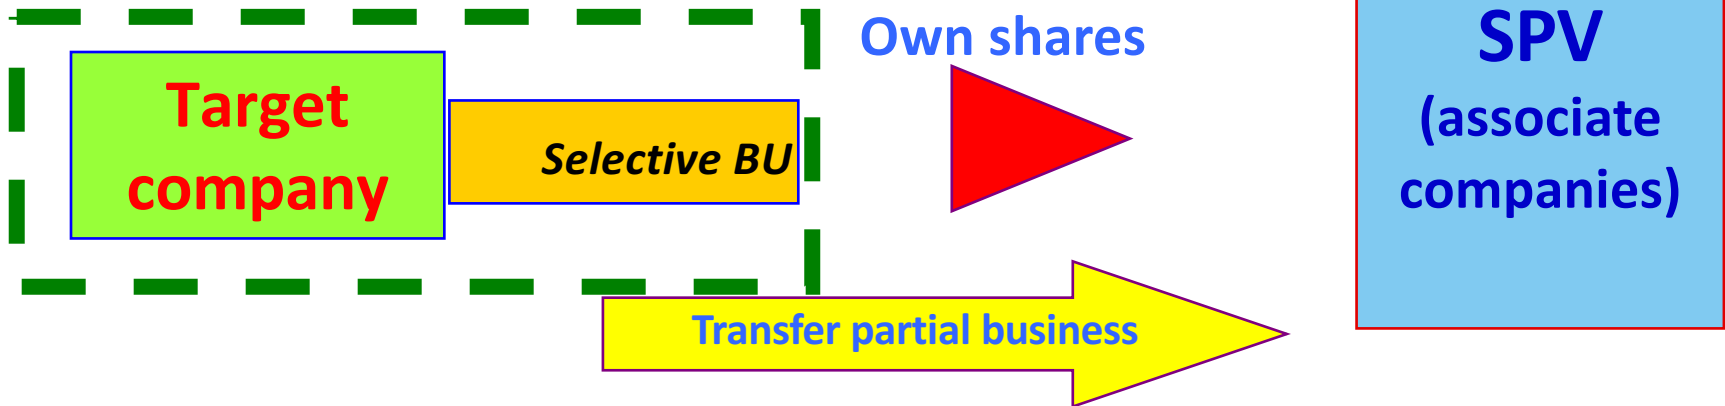 Own shares
SPV
(associate
companies)
Target
company
Selective BU
Transfer partial business